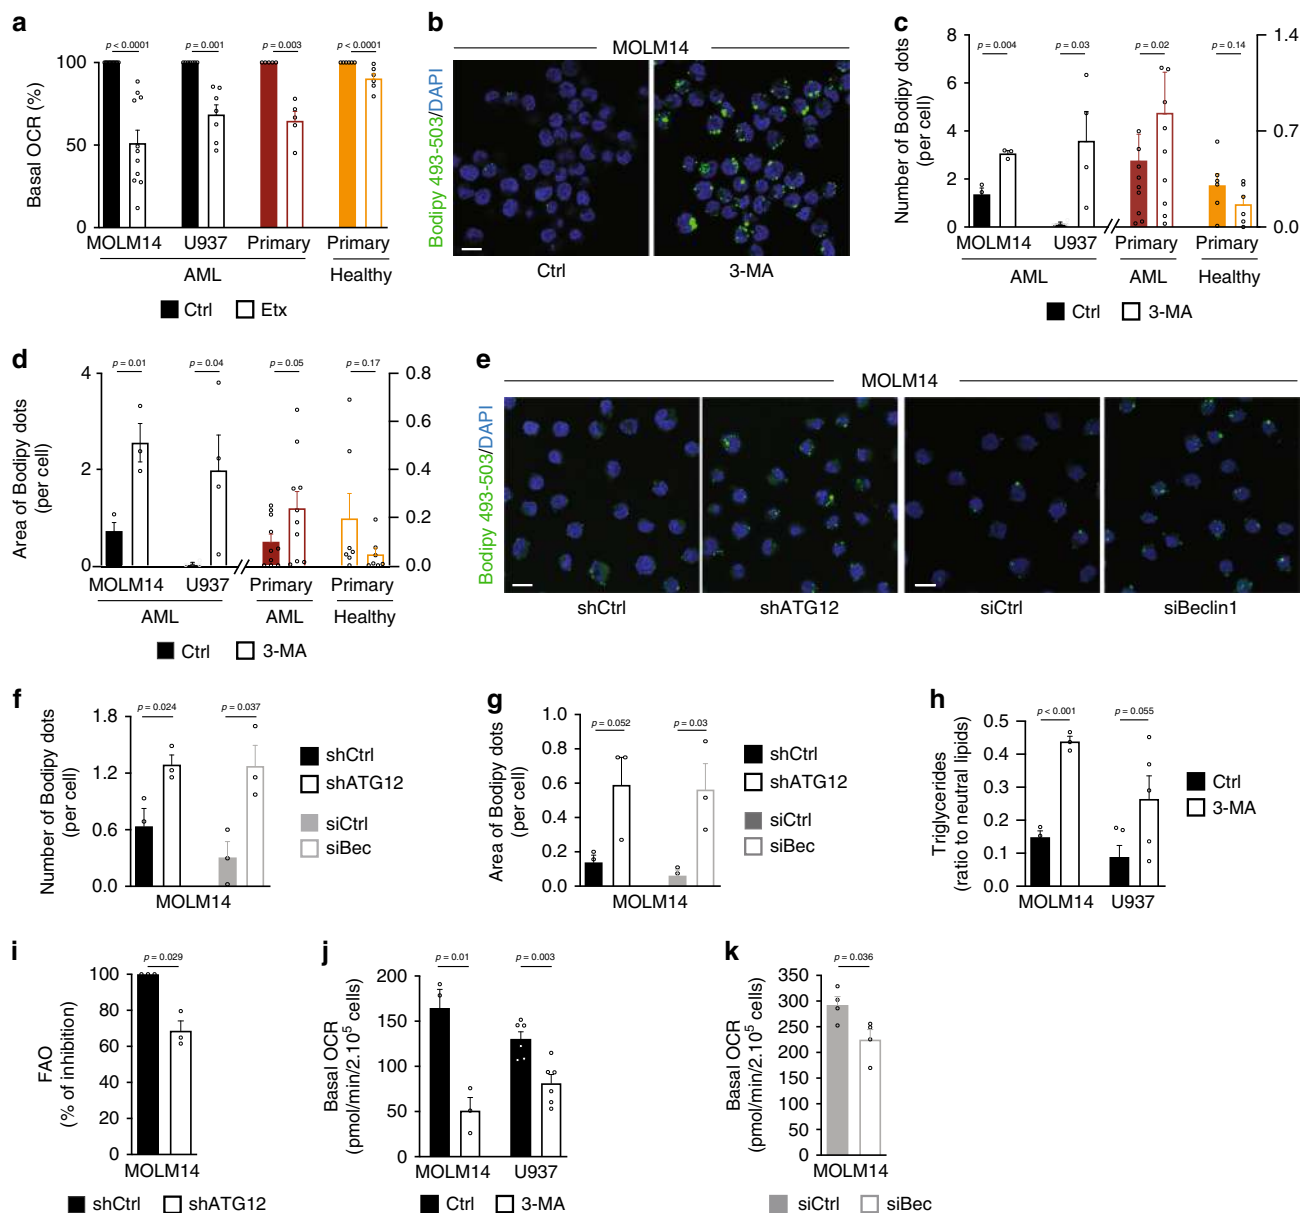 a
p < 0.0001
p = 0.001
p = 0.003
p < 0.0001
Basal OCR (%)
100
50
0
MOLM14
U937
Primary
Primary
AML
Healthy
Ctrl
Etx
b
MOLM14
Bodipy 493-503/DAPI
Ctrl
3-MA
c
p = 0.004
p = 0.03
p = 0.02
p = 0.14
Number of Bodipy dots
(per cell)
8
6
4
2
0
1.4
0.7
0.0
MOLM14
U937
Primary
Primary
AML
AML
Healthy
Ctrl
3-MA
d
p = 0.01
p = 0.04
p = 0.05
p = 0.17
Area of Bodipy dots
(per cell)
4
2
0
0.8
0.6
0.4
0.2
0.0
MOLM14
U937
Primary
Primary
AML
AML
Healthy
Ctrl
3-MA
e
MOLM14
Bodipy 493-503/DAPI
shCtrl
shATG12
siCtrl
siBeclin1
f
p = 0.024
p = 0.037
Number of Bodipy dots
(per cell)
1.8
1.2
0.6
0.0
MOLM14
shCtrl
shATG12
siCtrl
siBec
g
p = 0.052
p = 0.03
Area of Bodipy dots
(per cell)
1.0
0.8
0.6
0.4
0.2
0.0
MOLM14
shCtrl
shATG12
siCtrl
siBec
h
p < 0.001
p = 0.055
Triglycerides
(ratio to neutral lipids)
0.5
0.4
0.3
0.2
0.1
0.0
MOLM14
U937
Ctrl
3-MA
i
p = 0.029
FAO
(% of inhibition)
100
80
60
40
20
0
MOLM14
shCtrl
shATG12
j
p = 0.01
p = 0.003
Basal OCR
(pmol/min/2.10⁵ cells)
200
150
100
50
0
MOLM14
U937
Ctrl
3-MA
k
p = 0.036
Basal OCR
(pmol/min/2.10⁵ cells)
350
300
250
200
150
100
50
0
MOLM14
siCtrl
siBec